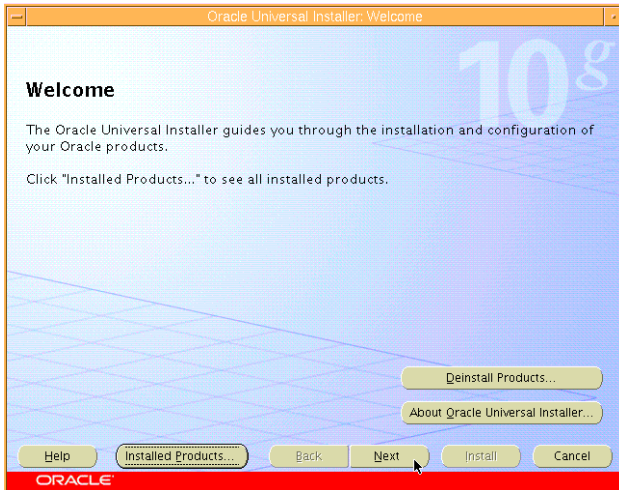 Oracle Universal Installer: Welcome
10g
Welcome
The Oracle Universal Installer guides you through the installation and configuration of
your Oracle products.
Click "Installed Products..." to see all installed products.
Deinstall Products...
About Oracle Universal Installer...
Help
Installed Products...
Back
Next
Install
Cancel
ORACLE